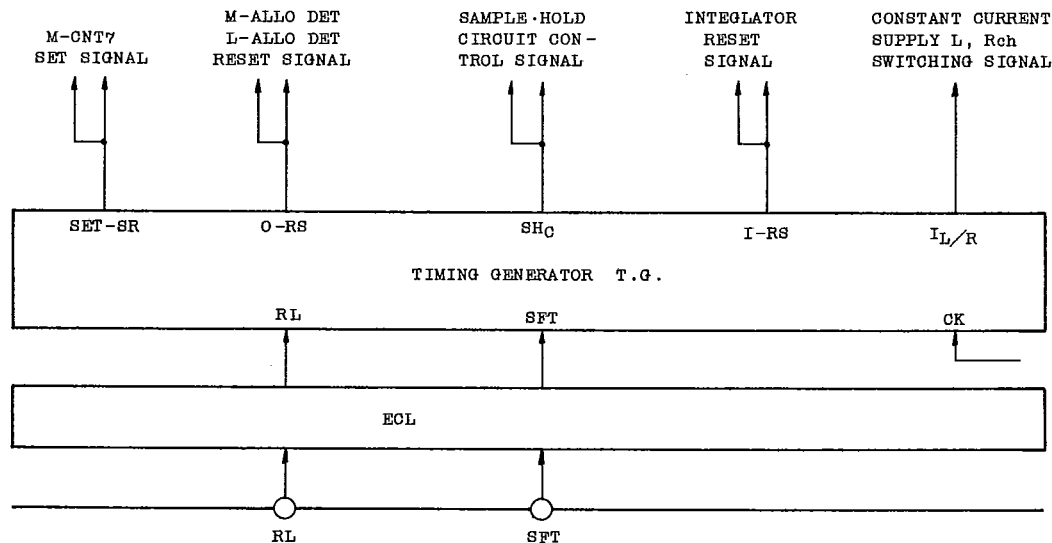 M-CNT7
SET SIGNAL
M-ALLO DET
L-ALLO DET
RESET SIGNAL
SAMPLE·HOLD
CIRCUIT CON-
TROL SIGNAL
INTEGLATOR
RESET
SIGNAL
CONSTANT CURRENT
SUPPLY L, Rch
SWITCHING SIGNAL
SET-SR
O-RS
SHC
I-RS
IL/R
TIMING GENERATOR T.G.
RL
SFT
CK
ECL
RL
SFT